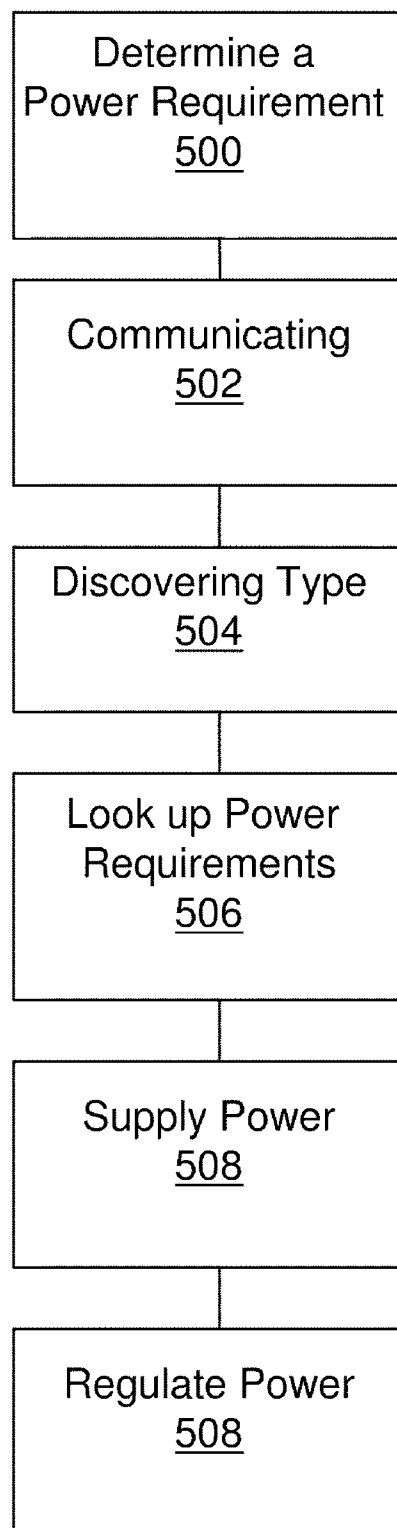 Determine a
Power Requirement
500
Communicating
502
Discovering Type
504
Look up Power
Requirements
506
Supply Power
508
Regulate Power
508